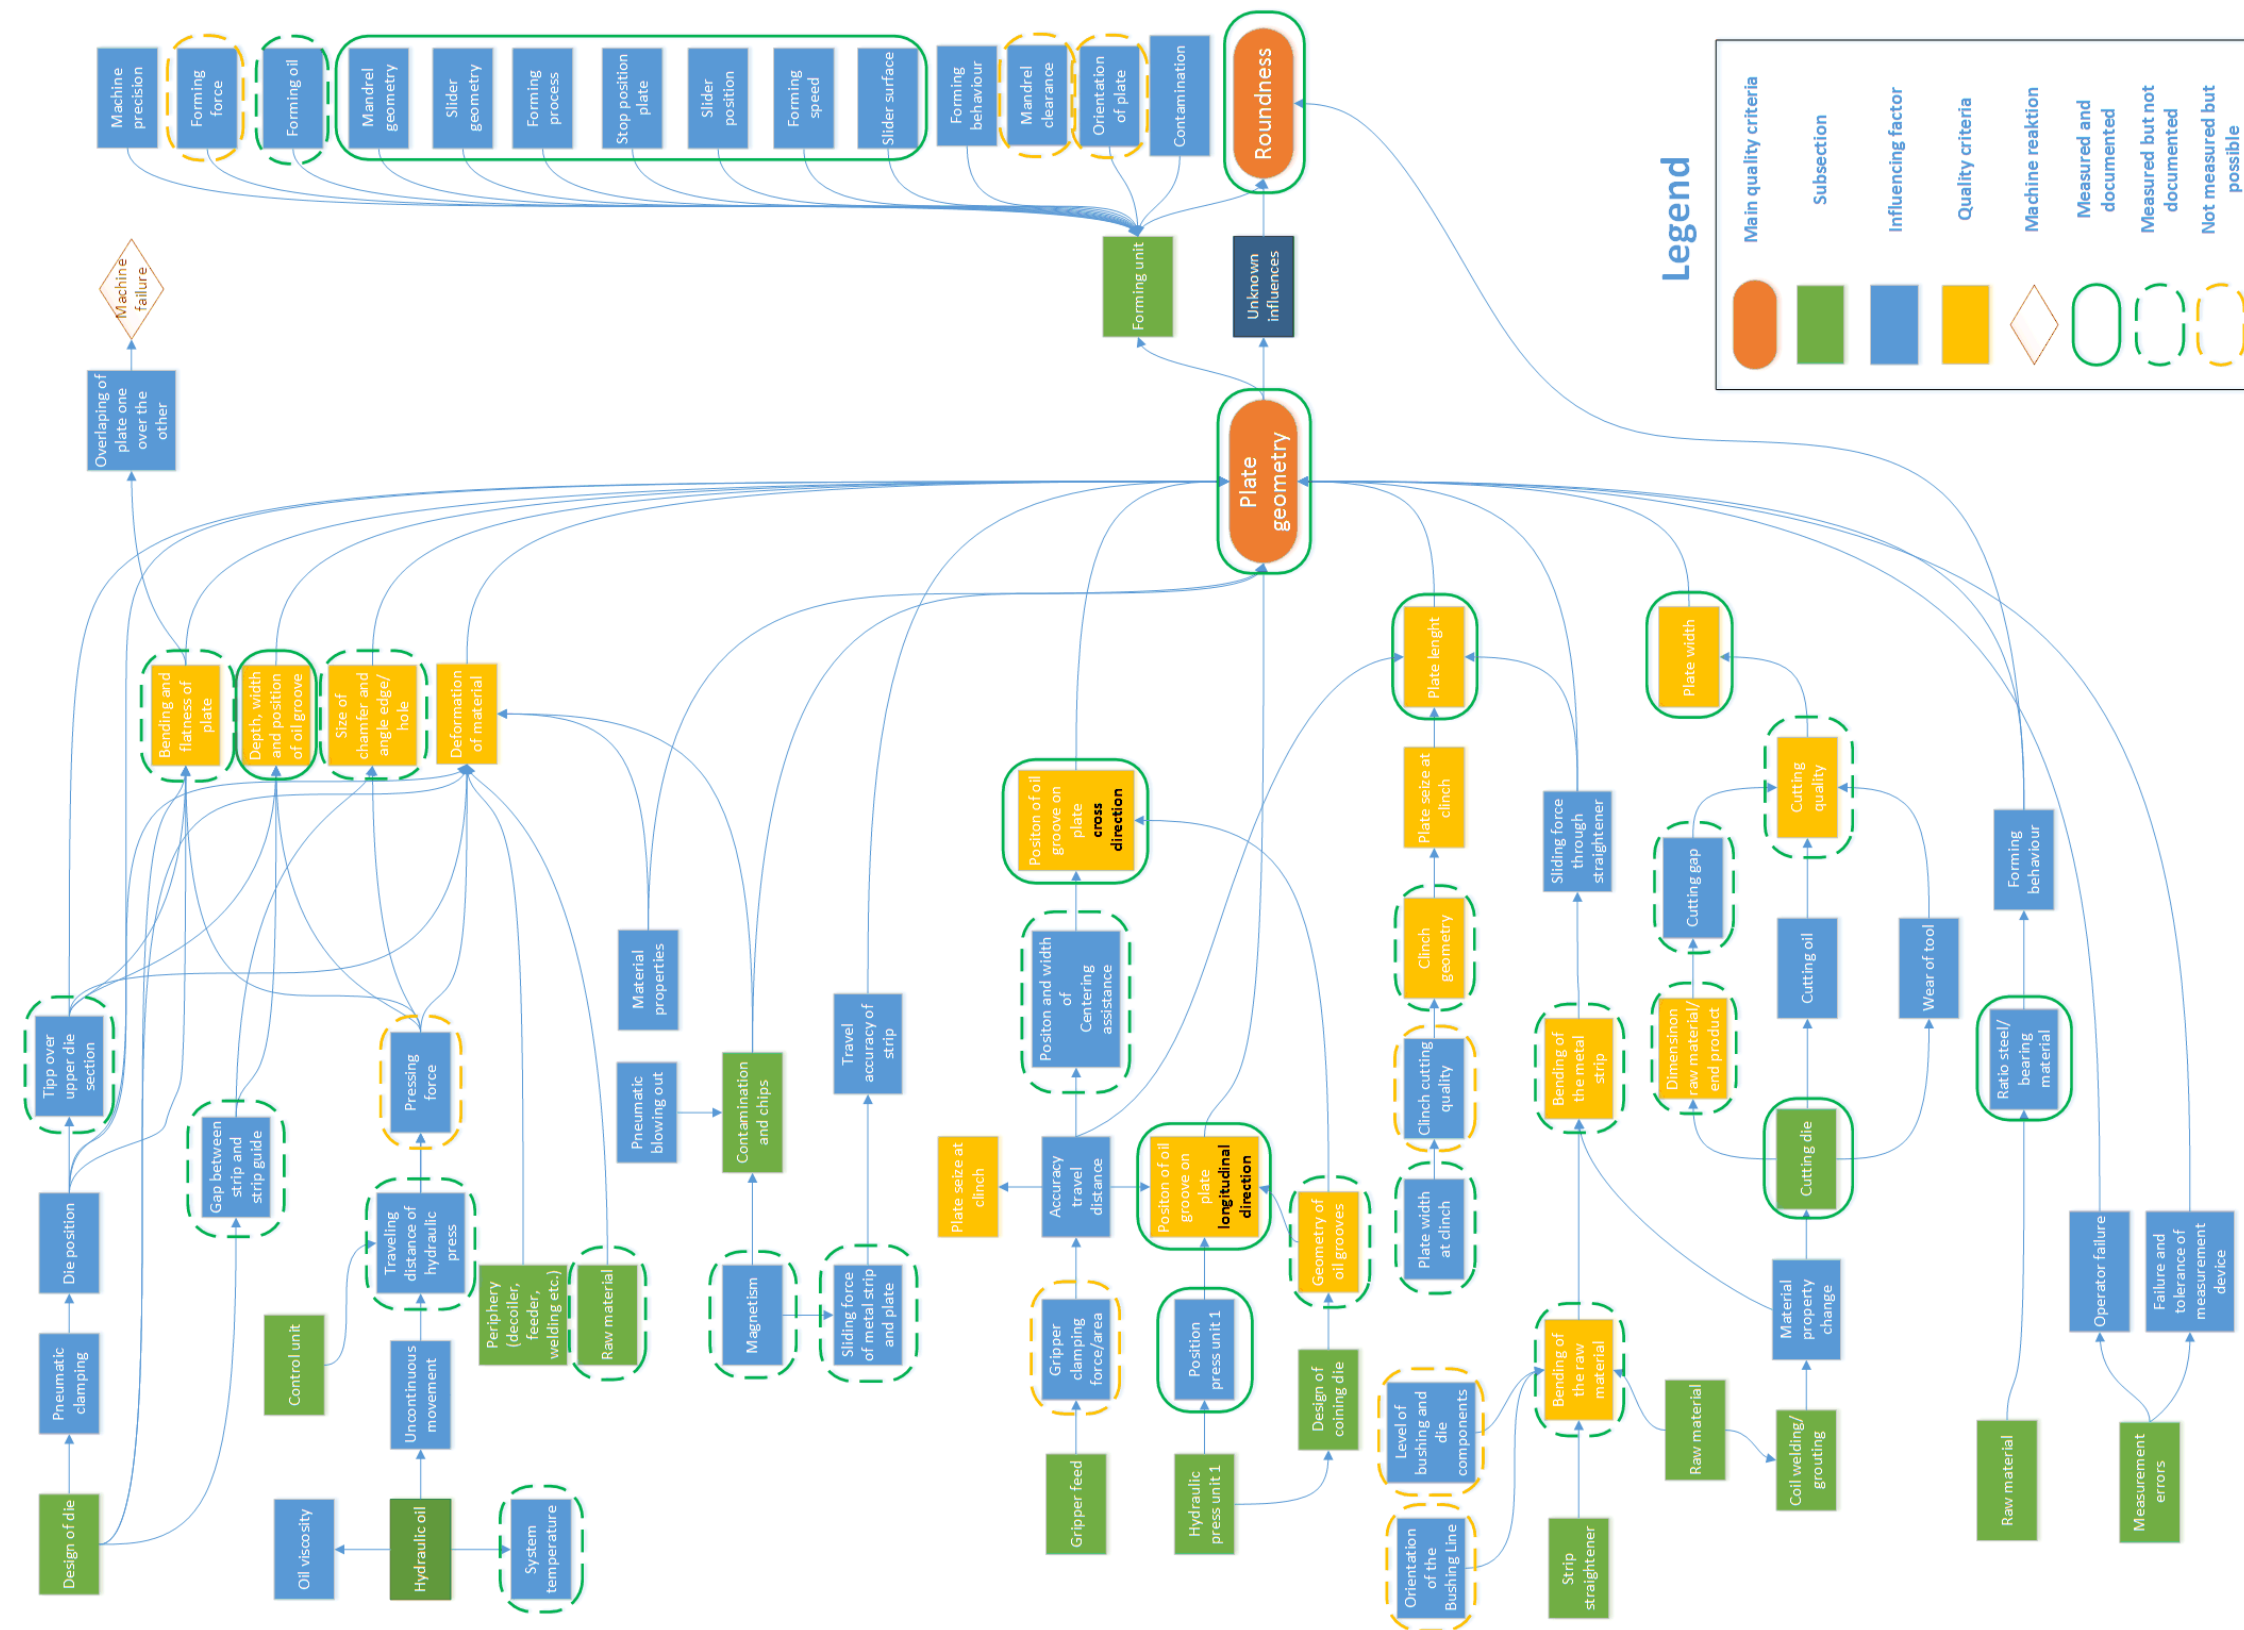 Machine
precision
Forming
force
Forming oil
Mandrel
geometry
Slider
geometry
Forming
process
Stop position
plate
Slider
position
Forming
speed
Slider surface
Forming
behaviour
Mandrel
clearance
Orientation
of plate
Contamination
Roundness
Machine
failure
Forming unit
Unknown
influences
Overlaping of
plate one
over the
other
Plate
geometry
Bending and
flatness of
plate
Depth, width
and position
of oil groove
Size of
chamfer and
angle edge/
hole
Deformation
of material
Plate lenght
Plate width
Positon of oil
groove on
plate
cross
direction
Plate seize at
clinch
Sliding force
through
straightener
Cutting
quality
Cutting gap
Forming
behaviour
Material
properties
Travel
accuracy of
strip
Positon and width
of
Centering
assistance
Clinch
geometry
Cutting oil
Wear of tool
Tipp over
upper die
section
Pressing
force
Pneumatic
blowing out
Contamination
and chips
Clinch cutting
quality
Bending of
the metal
strip
Dimensinon
raw material/
end product
Ratio steel/
bearing
material
Die position
Gap between
strip and
strip guide
Traveling
distance of
hydraulic
press
Plate seize at
clinch
Accuracy
travel
distance
Positon of oil
groove on
plate
longitudinal
direction
Geometry of
oil grooves
Plate width
at clinch
Cutting die
Operator failure
Failure and
tolerance of
measurement
device
Pneumatic
clamping
Control unit
Uncontinuous
movement
Periphery
(decoiler,
feeder,
welding etc.)
Raw material
Magnetism
Sliding force
of metal strip
and plate
Gripper
clamping
force/area
Position
press unit 1
Design of
coining die
Level of
bushing and
die
components
Bending of
the raw
material
Raw material
Material
property
change
Coil welding/
grouting
Design of die
Oil viscosity
Hydraulic oil
System
temperature
Gripper feed
Hydraulic
press unit 1
Orientation
of the
Bushing Line
Strip
straightener
Raw material
Measurement
errors
Legend
Main quality criteria
Subsection
Influencing factor
Quality criteria
Machine reaktion
Measured and
documented
Measured but not
documented
Not measured but
possible